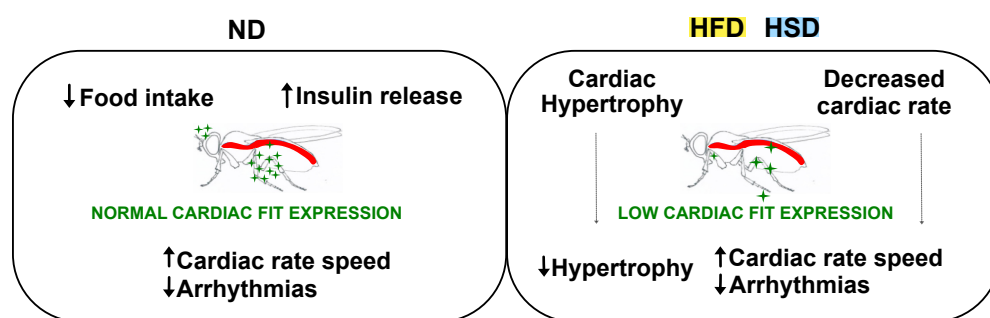 ND
HFD HSD
↓Food intake
↑Insulin release
NORMAL CARDIAC FIT EXPRESSION
↑Cardiac rate speed
↓Arrhythmias
Cardiac
Hypertrophy
Decreased
cardiac rate
LOW CARDIAC FIT EXPRESSION
↓Hypertrophy
↑Cardiac rate speed
↓Arrhythmias